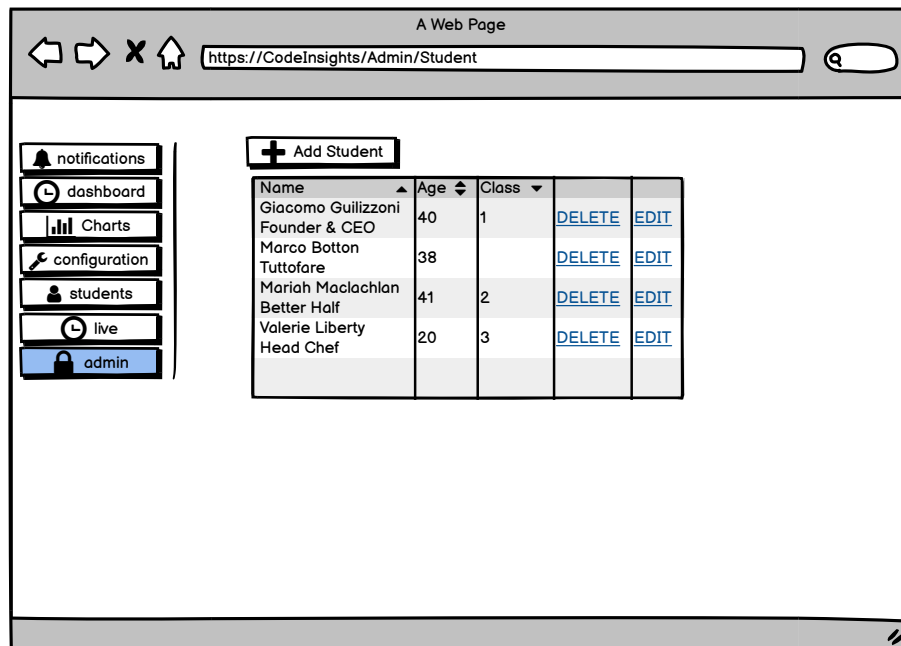 A Web Page
https://CodeInsights/Admin/Student
notifications
dashboard
Charts
configuration
students
live
admin
Add Student
Name Age Class
Giacomo Guilizzoni
Founder & CEO
40 1 DELETE EDIT
Marco Botton
Tuttofare
38 DELETE EDIT
Mariah Maclachlan
Better Half
41 2 DELETE EDIT
Valerie Liberty
Head Chef
20 3 DELETE EDIT